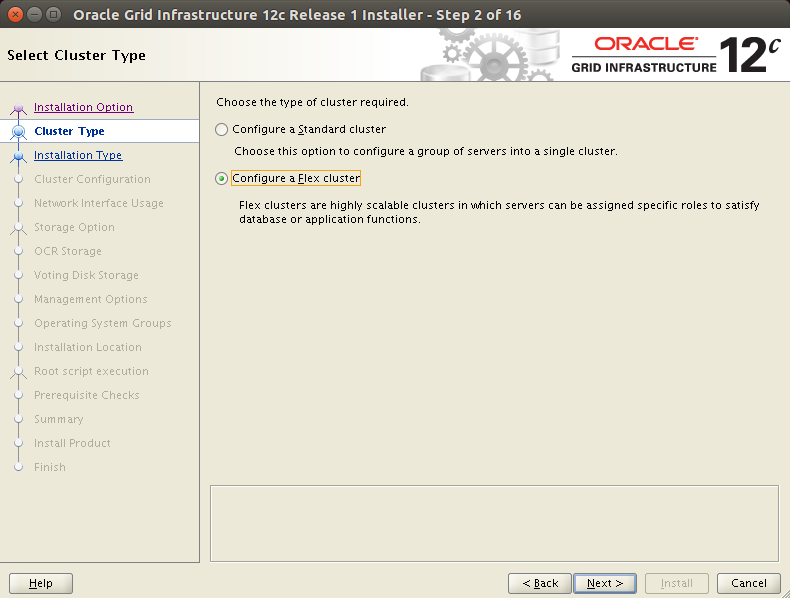 Oracle Grid Infrastructure 12c Release 1 Installer - Step 2 of 16
Select Cluster Type
ORACLE
GRID INFRASTRUCTURE
12c
Installation Option
Cluster Type
Installation Type
Cluster Configuration
Network Interface Usage
Storage Option
OCR Storage
Voting Disk Storage
Management Options
Operating System Groups
Installation Location
Root script execution
Prerequisite Checks
Summary
Install Product
Finish
Choose the type of cluster required.
Configure a Standard cluster
Choose this option to configure a group of servers into a single cluster.
Configure a Flex cluster
Flex clusters are highly scalable clusters in which servers can be assigned specific roles to satisfy
database or application functions.
Help
< Back
Next >
Install
Cancel